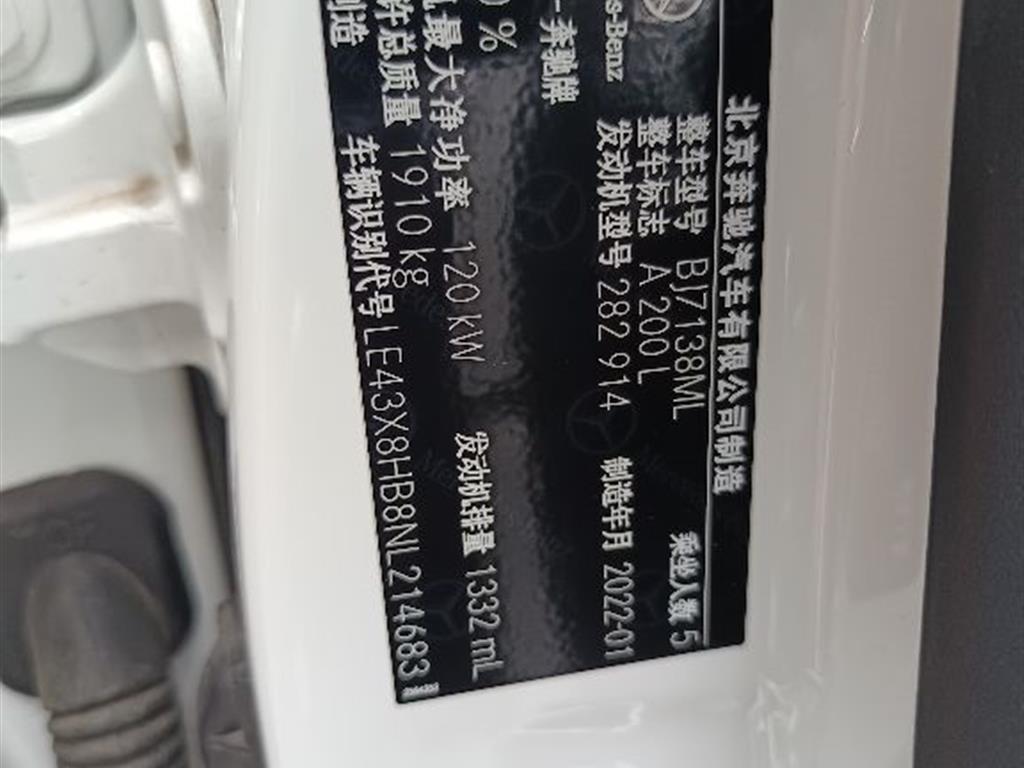 北京奔驰汽车有限公司制造
整车型号 BJ7138ML 乘坐人数 5
整车标志 A 200 L
发动机型号 282 914 制造年月 2022-01
s-Benz
-奔驰牌
%
最大净功率 120 kW 发动机排量 1332 mL
许总质量 1910 kg
车辆识别代号 LE43X8HB8NL214683
制造